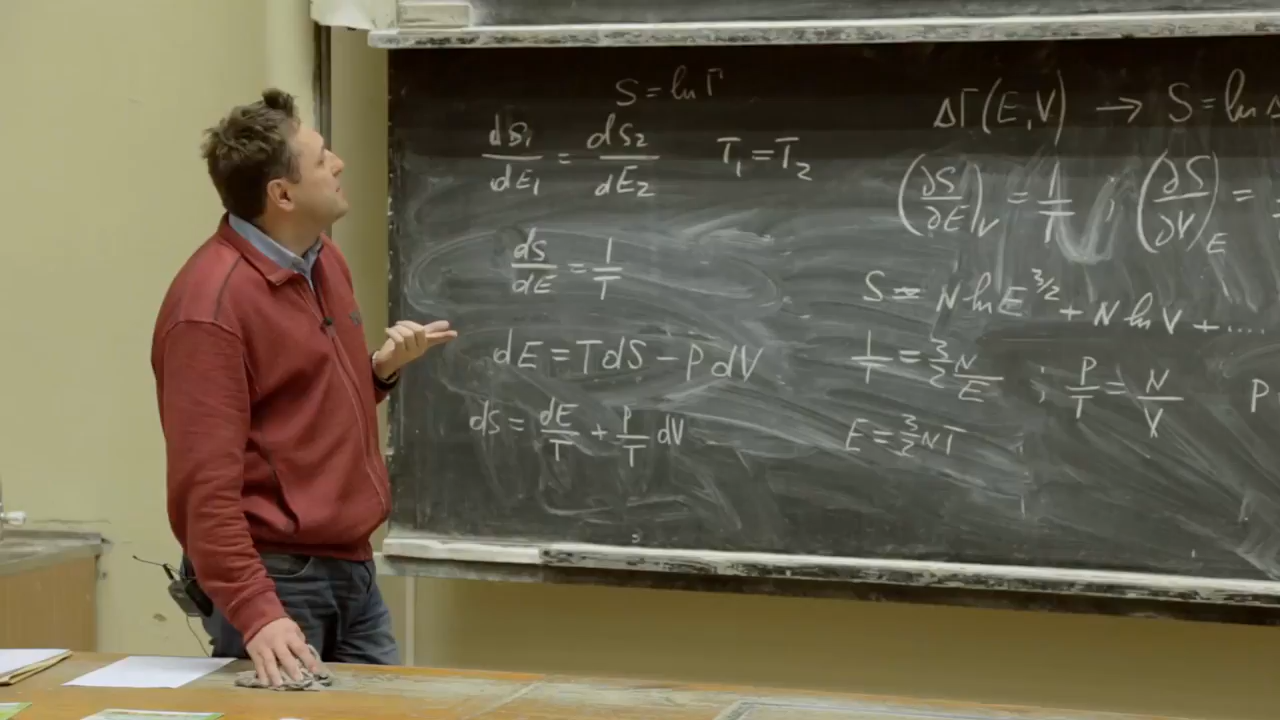 S = ln Γ
dS₁/dE₁ = dS₂/dE₂ T₁ = T₂
dS/dE = 1/T
dE = TdS − PdV
dS = dE/T + P/T dV
ΔΓ(E,V) → S = ln Δ
(∂S/∂E)_V = 1/T ; (∂S/∂V)_E =
S = N ln E^{3/2} + N ln V + ....
1/T = 3/2 N/E ; P/T = N/V P
E = 3/2 NT